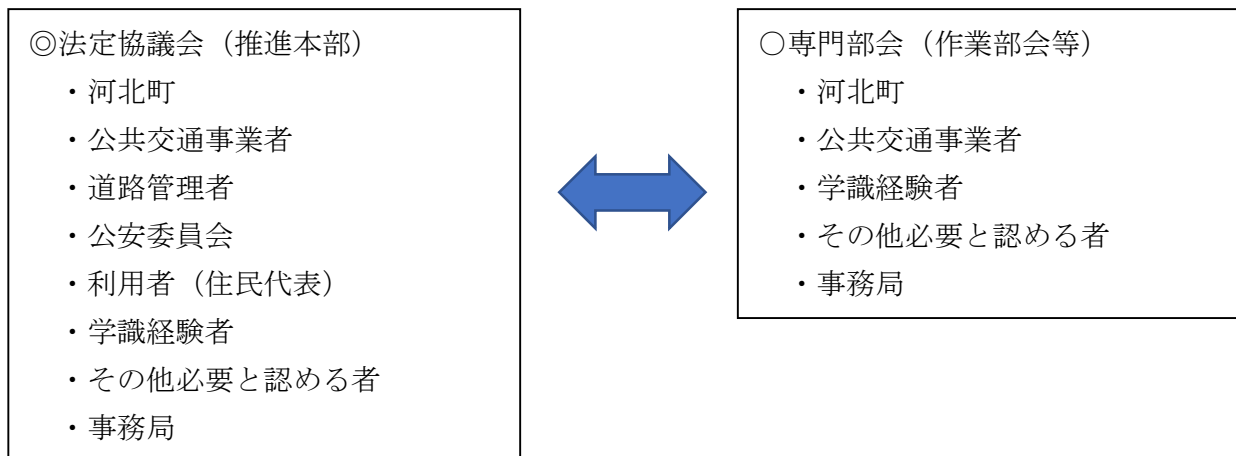 ◎法定協議会（推進本部）
・河北町
・公共交通事業者
・道路管理者
・公安委員会
・利用者（住民代表）
・学識経験者
・その他必要と認める者
・事務局
○専門部会（作業部会等）
・河北町
・公共交通事業者
・学識経験者
・その他必要と認める者
・事務局